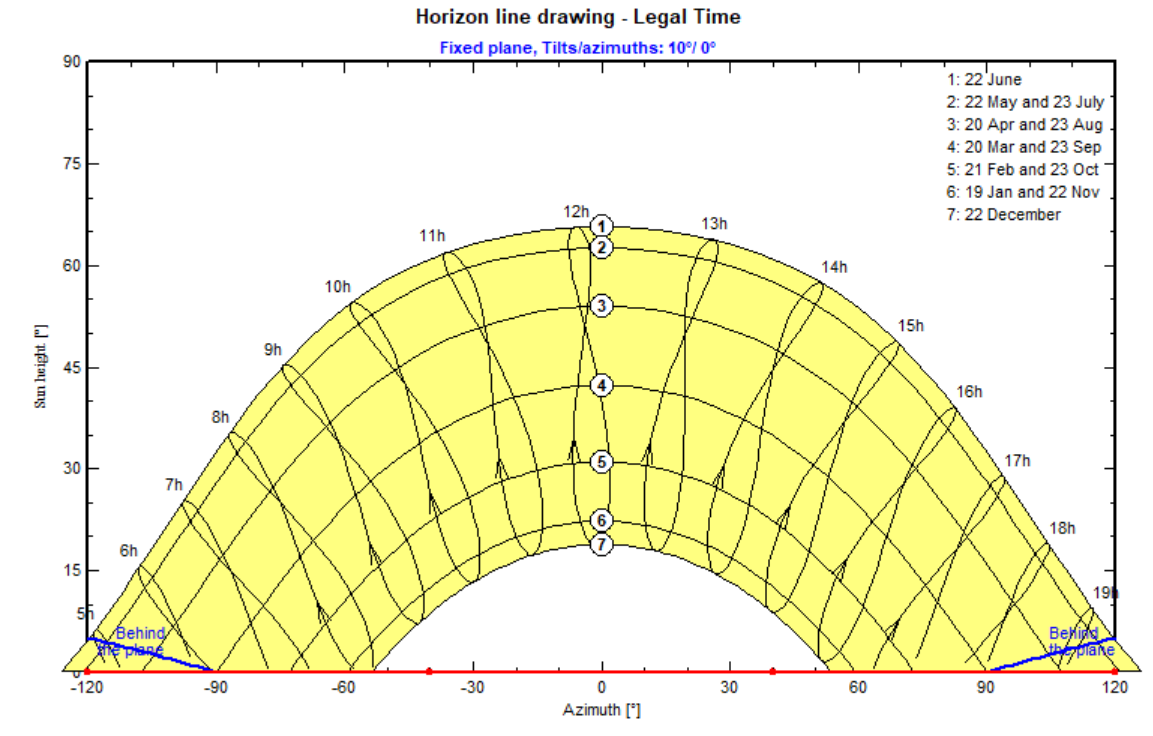 Horizon line drawing - Legal Time
Fixed plane, Tilts/azimuths: 10°/ 0°
90
75
60
45
30
15
0
Sun height [°]
1: 22 June
2: 22 May and 23 July
3: 20 Apr and 23 Aug
4: 20 Mar and 23 Sep
5: 21 Feb and 23 Oct
6: 19 Jan and 22 Nov
7: 22 December
5h
6h
7h
8h
9h
10h
11h
12h
13h
14h
15h
16h
17h
18h
19h
1
2
3
4
5
6
7
Behind
the plane
Behind
the plane
-120
-90
-60
-30
0
30
60
90
120
Azimuth [°]